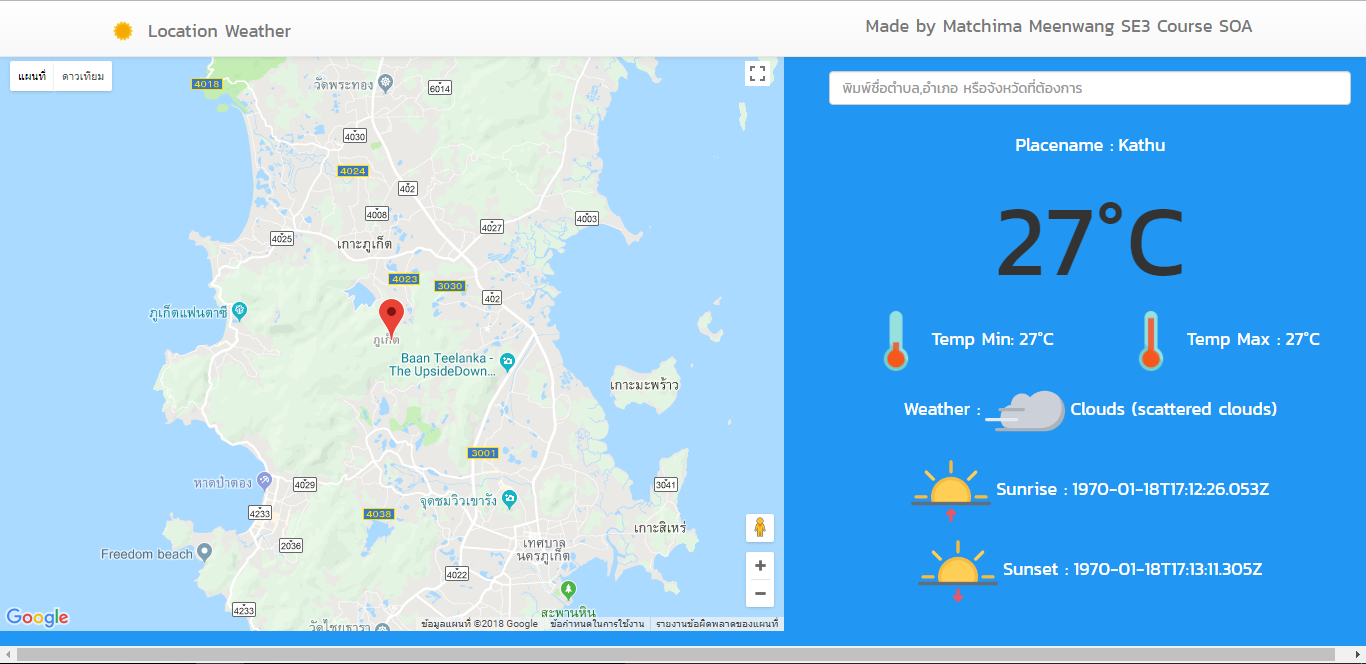 Location Weather
Made by Matchima Meenwang SE3 Course SOA
แผนที่ ดาวเทียม
4018
วัดพระทอง
6014
4030
4024
402
4008
4003
4027
4025
เกาะภูเก็ต
4023
3030
402
ภูเก็ตแฟนตาซี
ภูเก็ต
Baan Teelanka -
The UpsideDown...
เกาะมะพร้าว
3001
หาดป่าตอง
4029
3041
4233
จุดชมวิวเขารัง
4038
เกาะสิเหร่
2036
เทศบาล
นครภูเก็ต
Freedom beach
4022
4233
สะพานหิน
วัดไชยธาราราม
Google
ข้อมูลแผนที่ ©2018 Google
ข้อกำหนดในการใช้งาน
รายงานข้อผิดพลาดของแผนที่
พิมพ์ชื่อตำบล,อำเภอ หรือจังหวัดที่ต้องการ
Placename : Kathu
27°C
Temp Min: 27°C
Temp Max : 27°C
Weather : Clouds (scattered clouds)
Sunrise : 1970-01-18T17:12:26.053Z
Sunset : 1970-01-18T17:13:11.305Z